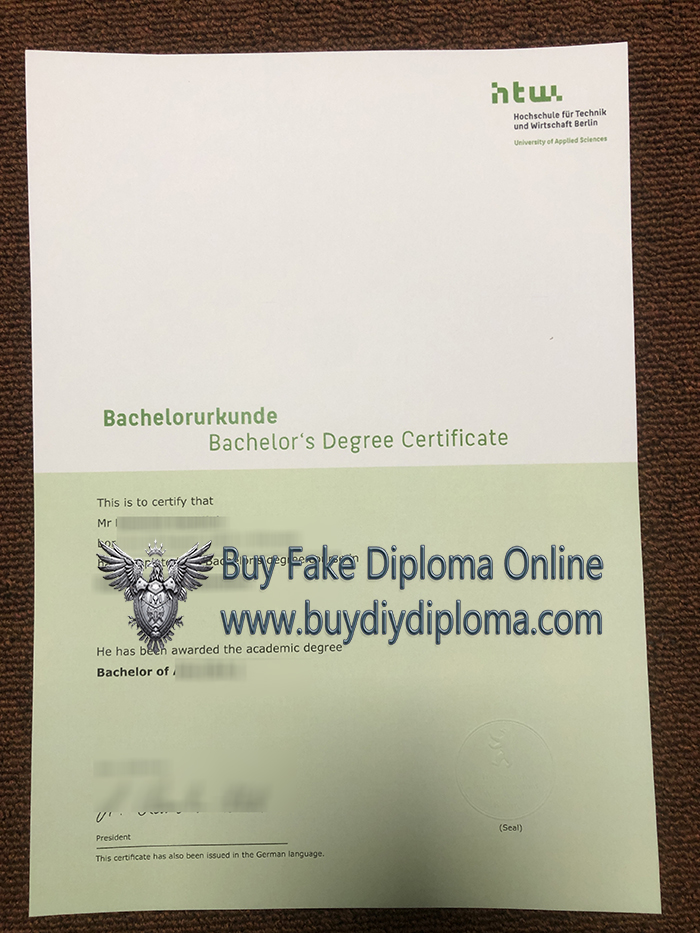 htw.
Hochschule für Technik
und Wirtschaft Berlin
University of Applied Sciences
Bachelorurkunde
Bachelor‘s Degree Certificate
This is to certify that
Mr
Bachelor's degree
Buy Fake Diploma Online
www.buydiydiploma.com
He has been awarded the academic degree
Bachelor of
President
(Seal)
This certificate has also been issued in the German language.